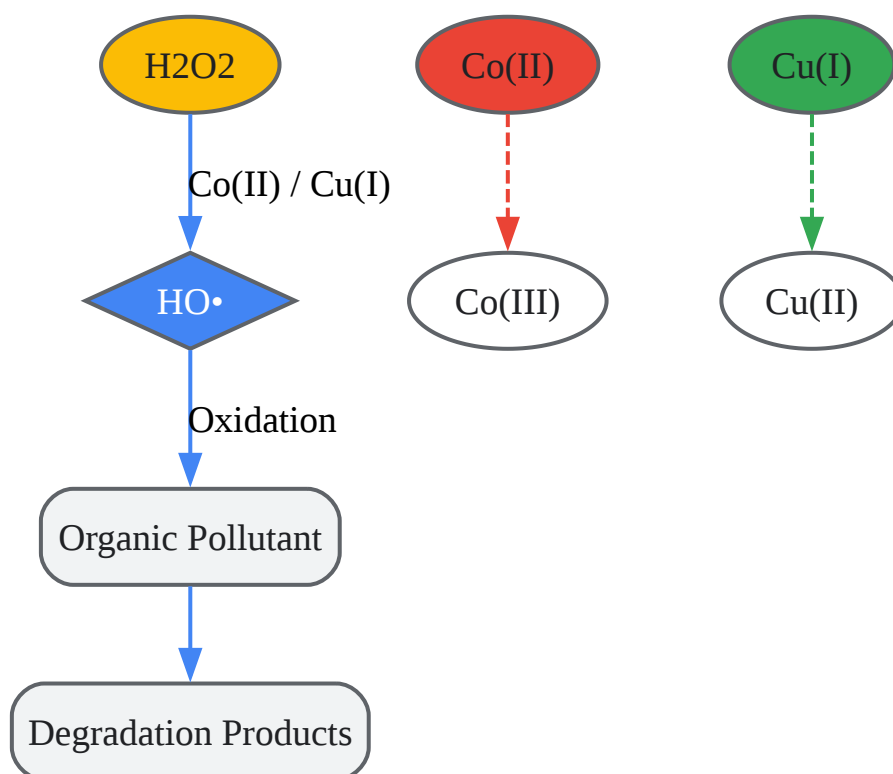 H2O2
Co(II)
Cu(I)
Co(II) / Cu(I)
HO•
Co(III)
Cu(II)
Oxidation
Organic Pollutant
Degradation Products